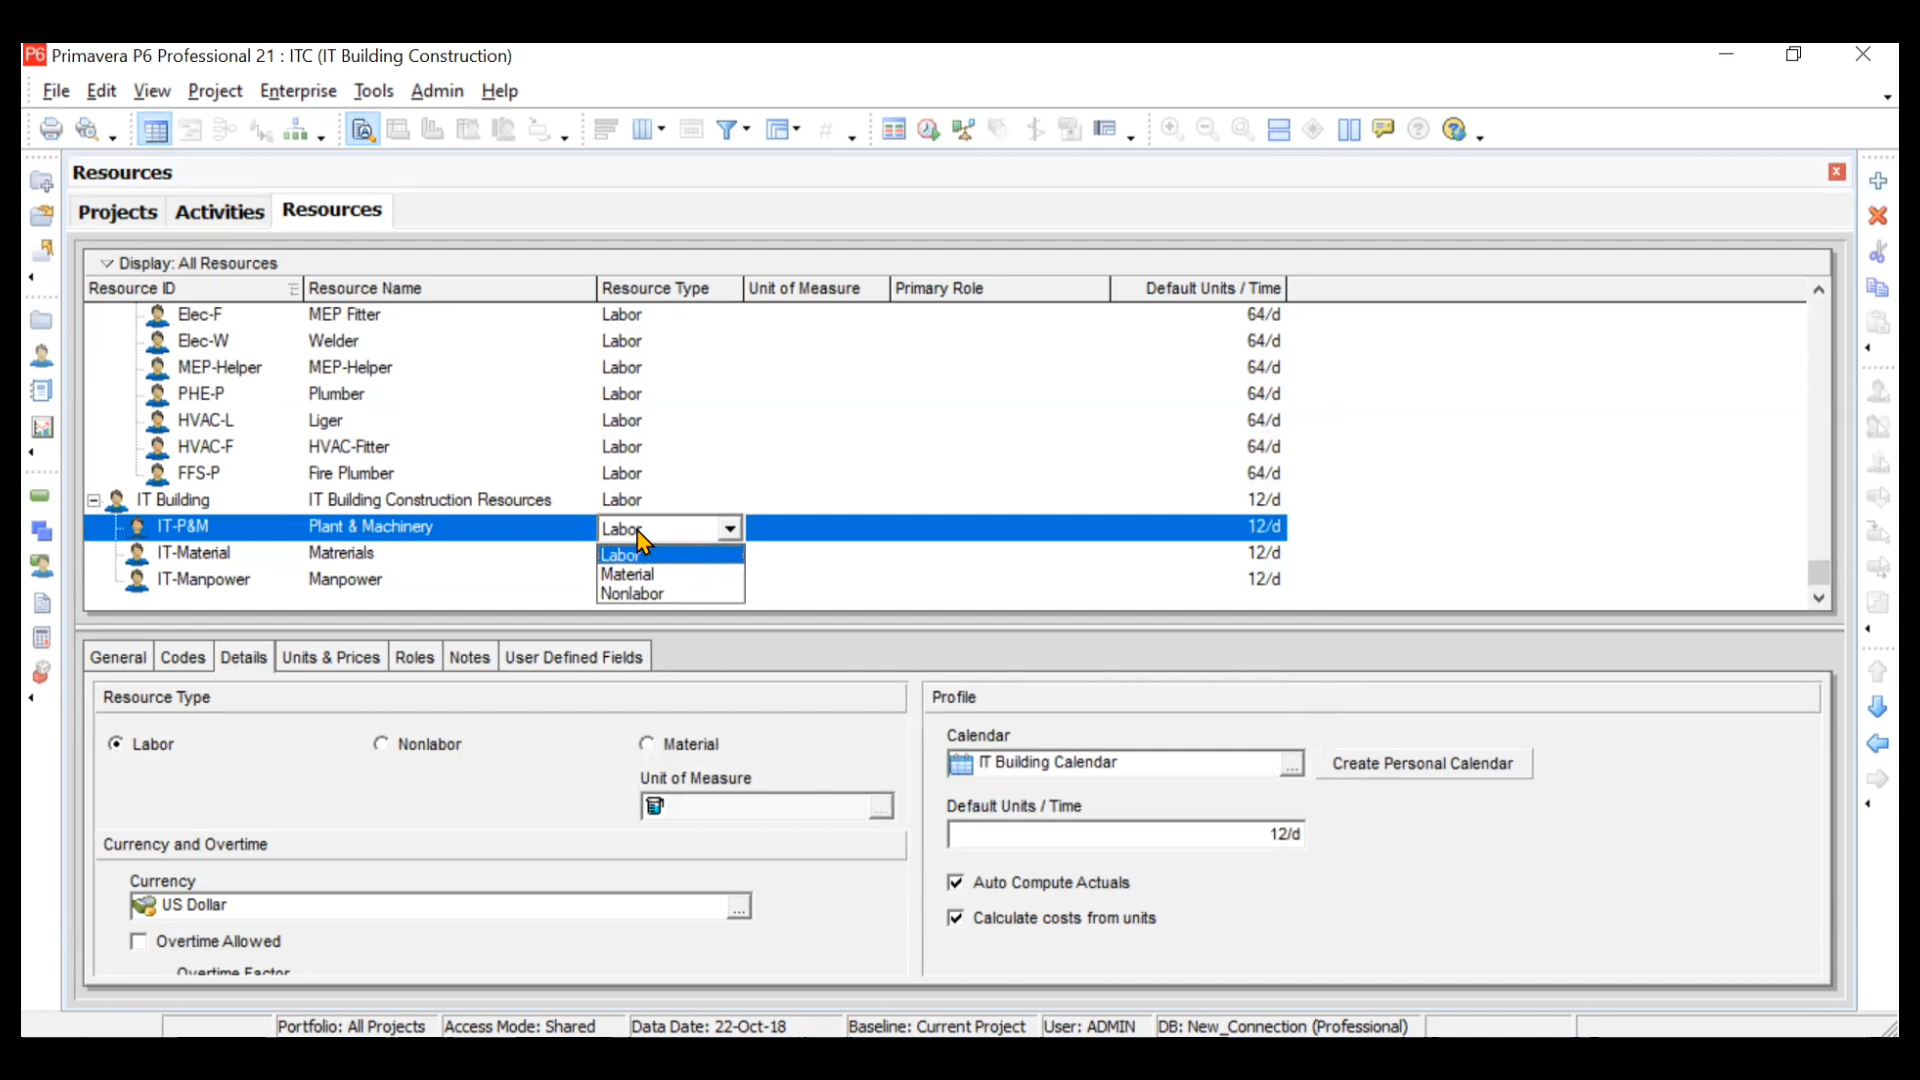 P6 Primavera P6 Professional 21 : ITC (IT Building Construction)
File Edit View Project Enterprise Tools Admin Help
Resources
Projects Activities Resources
Display: All Resources
Resource ID Resource Name Resource Type Unit of Measure Primary Role Default Units / Time
Elec-F MEP Fitter Labor 64/d
Elec-W Welder Labor 64/d
MEP-Helper MEP-Helper Labor 64/d
PHE-P Plumber Labor 64/d
HVAC-L Liger Labor 64/d
HVAC-F HVAC-Fitter Labor 64/d
FFS-P Fire Plumber Labor 64/d
IT Building IT Building Construction Resources Labor 12/d
IT-P&M Plant & Machinery Labor 12/d
IT-Material Matrerials Labor 12/d
IT-Manpower Manpower Material 12/d
Nonlabor
General Codes Details Units & Prices Roles Notes User Defined Fields
Resource Type Profile
Labor Nonlabor Material Calendar
IT Building Calendar ... Create Personal Calendar
Unit of Measure
...
Default Units / Time
12/d
Currency and Overtime
Currency
US Dollar ...
Auto Compute Actuals
Calculate costs from units
Overtime Allowed
Overtime Factor
Portfolio: All Projects Access Mode: Shared Data Date: 22-Oct-18 Baseline: Current Project User: ADMIN DB: New_Connection (Professional)